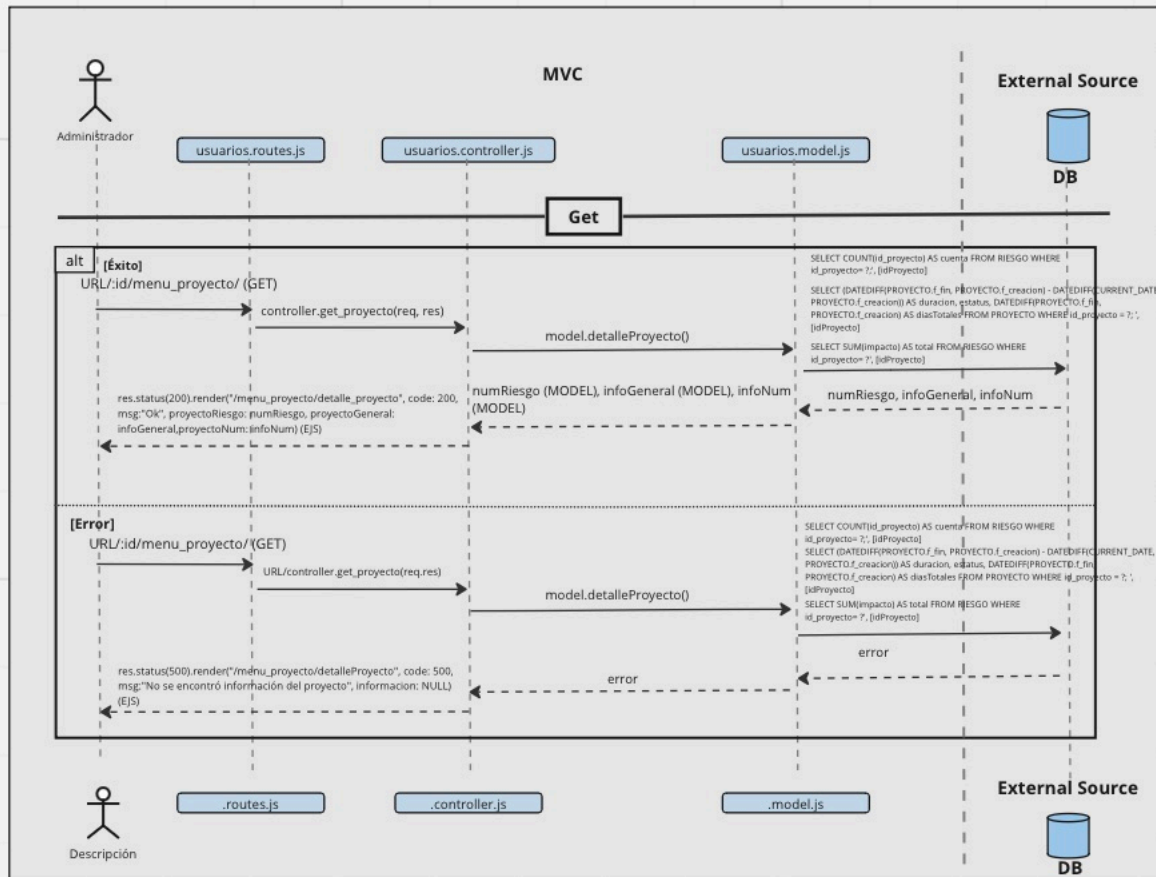 MVC
External Source
Administrador
usuarios.routes.js
usuarios.controller.js
usuarios.model.js
DB
Get
alt
[Éxito]
URL/:id/menu_proyecto/ (GET)
controller.get_proyecto(req, res)
model.detalleProyecto()
SELECT COUNT(id_proyecto) AS cuenta FROM RIESGO WHERE
id_proyecto= ?;', [idProyecto]
SELECT (DATEDIFF(PROYECTO.f_fin, PROYECTO.f_creacion) - DATEDIFF(CURRENT_DATE,
PROYECTO.f_creacion)) AS duracion, estatus, DATEDIFF(PROYECTO.f_fin,
PROYECTO.f_creacion) AS diasTotales FROM PROYECTO WHERE id_proyecto = ?; ',
[idProyecto]
SELECT SUM(impacto) AS total FROM RIESGO WHERE
id_proyecto= ?', [idProyecto]
numRiesgo, infoGeneral, infoNum
numRiesgo (MODEL), infoGeneral (MODEL), infoNum
(MODEL)
res.status(200).render("/menu_proyecto/detalle_proyecto", code: 200,
msg:"Ok", proyectoRiesgo: numRiesgo, proyectoGeneral:
infoGeneral,proyectoNum: infoNum) (EJS)
[Error]
URL/:id/menu_proyecto/ (GET)
URL/controller.get_proyecto(req.res)
model.detalleProyecto()
SELECT COUNT(id_proyecto) AS cuenta FROM RIESGO WHERE
id_proyecto= ?;', [idProyecto]
SELECT (DATEDIFF(PROYECTO.f_fin, PROYECTO.f_creacion) - DATEDIFF(CURRENT_DATE,
PROYECTO.f_creacion)) AS duracion, estatus, DATEDIFF(PROYECTO.f_fin,
PROYECTO.f_creacion) AS diasTotales FROM PROYECTO WHERE id_proyecto = ?; ',
[idProyecto]
SELECT SUM(impacto) AS total FROM RIESGO WHERE
id_proyecto= ?', [idProyecto]
error
error
res.status(500).render("/menu_proyecto/detalleProyecto", code: 500,
msg:"No se encontró información del proyecto", informacion: NULL)
(EJS)
Descripción
.routes.js
.controller.js
.model.js
External Source
DB